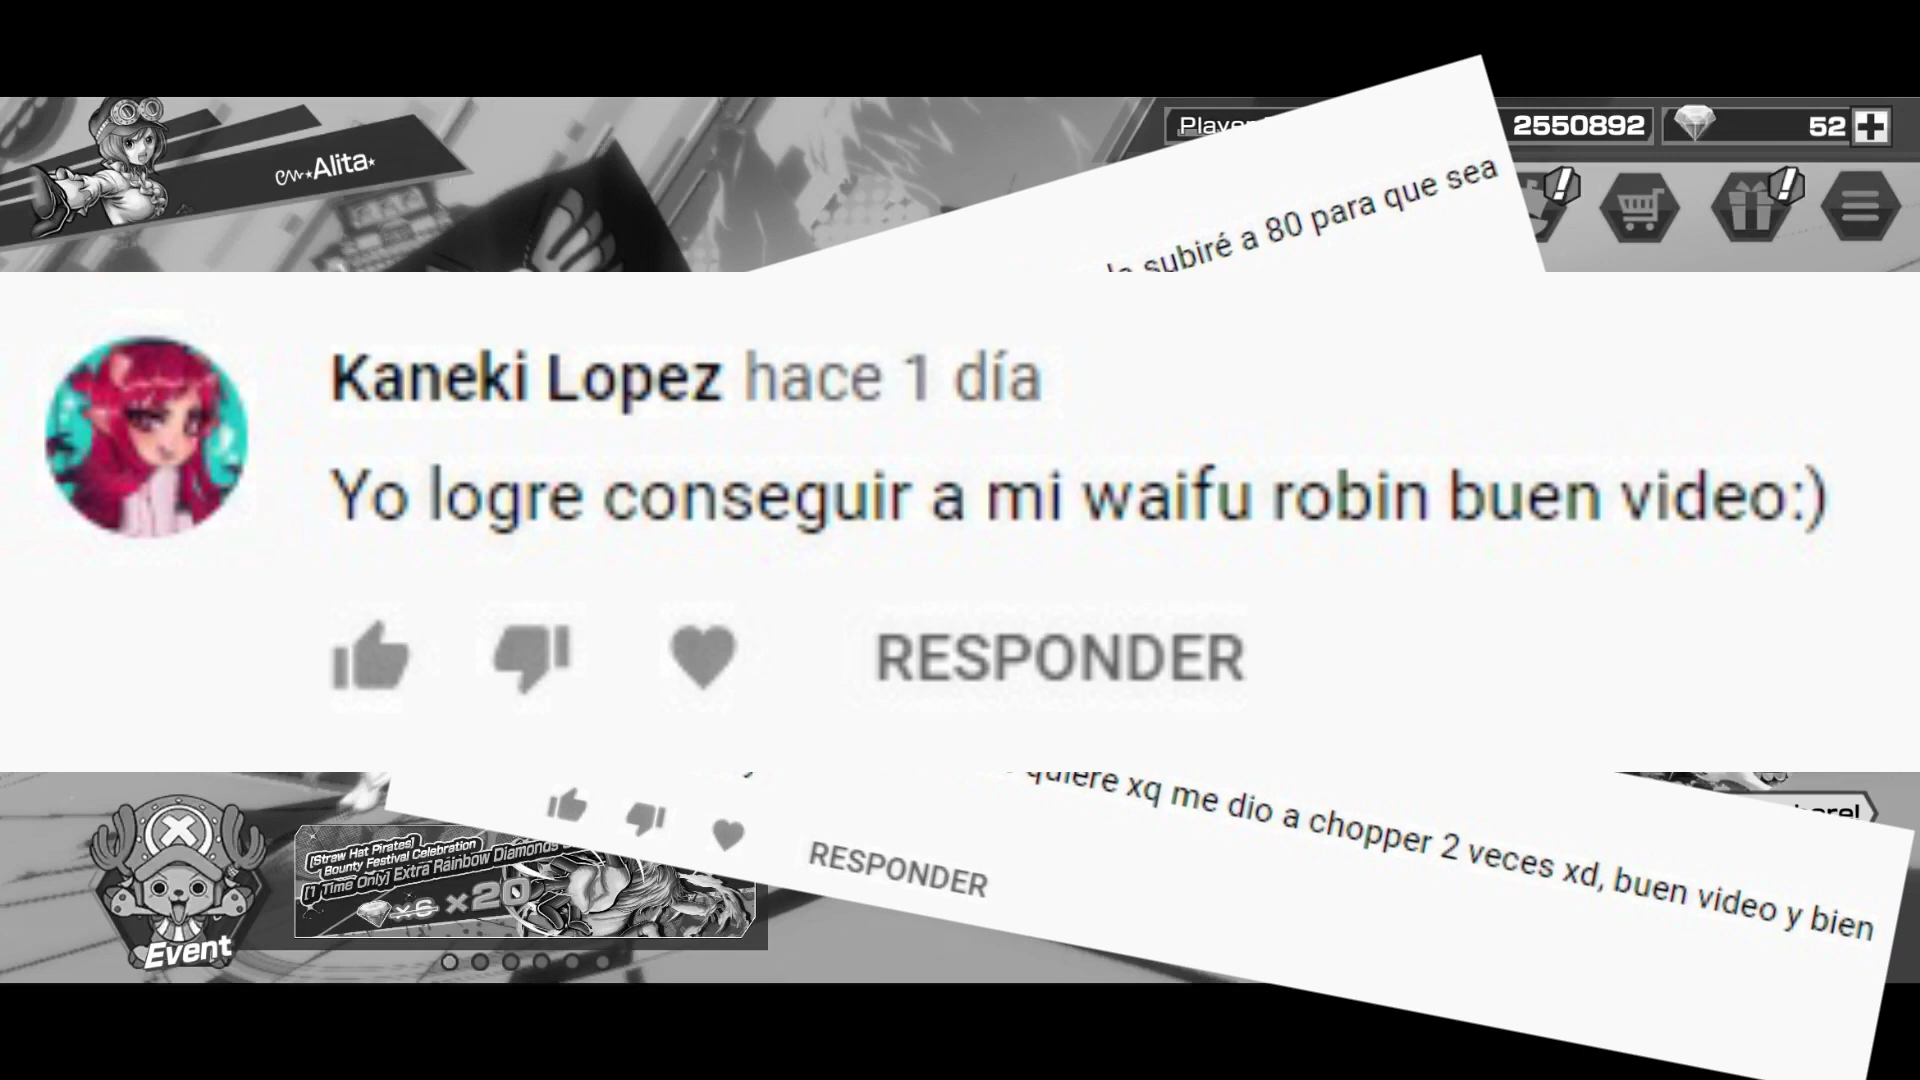 Alita
2550892
52
subiré a 80 para que sea
Kaneki Lopez hace 1 día
Yo logre conseguir a mi waifu robin buen video:)
RESPONDER
quiere xq me dio a chopper 2 veces xd, buen video y bien
RESPONDER
[Straw Hat Pirates]
Bounty Festival Celebration
[1 Time Only] Extra Rainbow Diamonds
x6 x20
Event